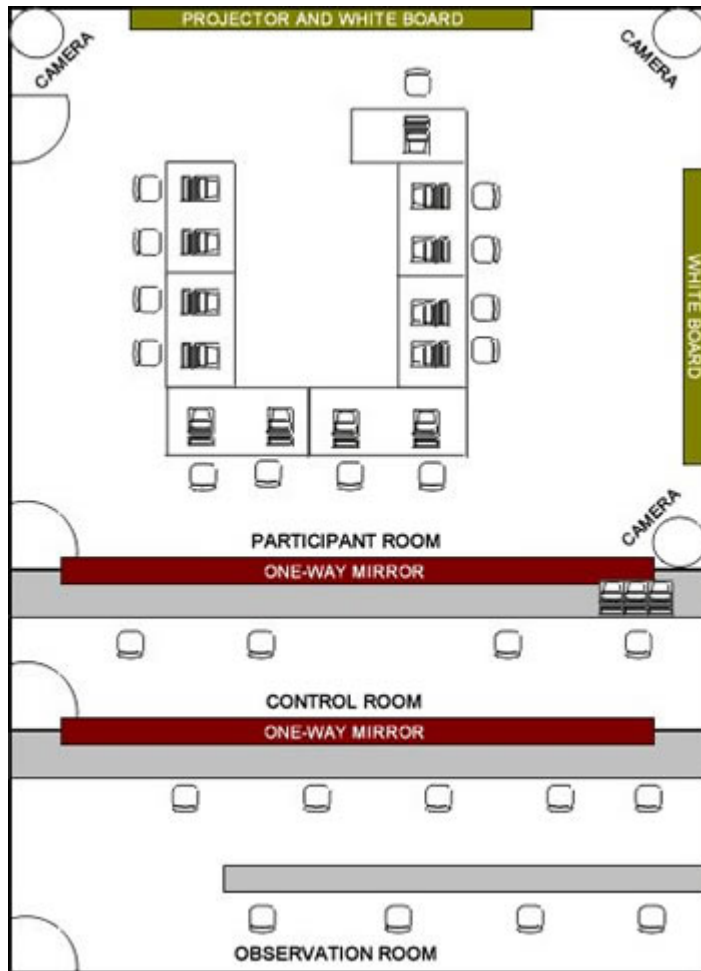 PROJECTOR AND WHITE BOARD
CAMERA
CAMERA
WHITE BOARD
CAMERA
PARTICIPANT ROOM
ONE-WAY MIRROR
CONTROL ROOM
ONE-WAY MIRROR
OBSERVATION ROOM